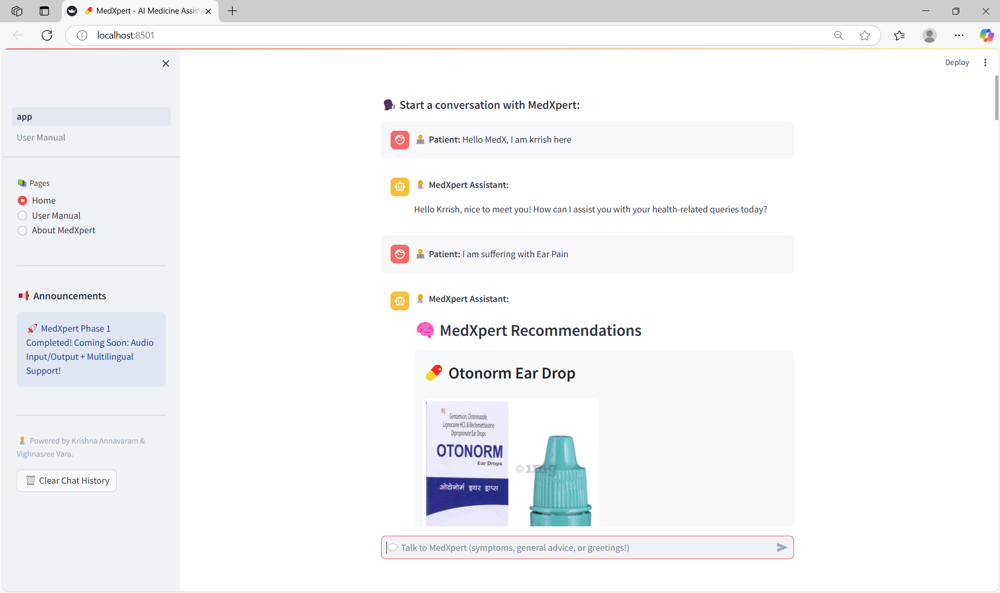 MedXpert - AI Medicine Assis
localhost:8501
Deploy
app
User Manual
Pages
Home
User Manual
About MedXpert
Announcements
MedXpert Phase 1
Completed! Coming Soon: Audio
Input/Output + Multilingual
Support!
Powered by Krishna Annavaram &
Vighnasree Vara.
Clear Chat History
Start a conversation with MedXpert:
Patient: Hello MedX, I am krrish here
MedXpert Assistant:
Hello Krrish, nice to meet you! How can I assist you with your health-related queries today?
Patient: I am suffering with Ear Pain
MedXpert Assistant:
MedXpert Recommendations
Otonorm Ear Drop
Rx
Gentamicin, Clotrimazole,
Lignocaine HCl. & Beclomethasone
Dipropionate Ear Drops
OTONORM
Ear Drops
ओटोनोर्म इयर ड्राप्स
©1mg
Talk to MedXpert (symptoms, general advice, or greetings!)